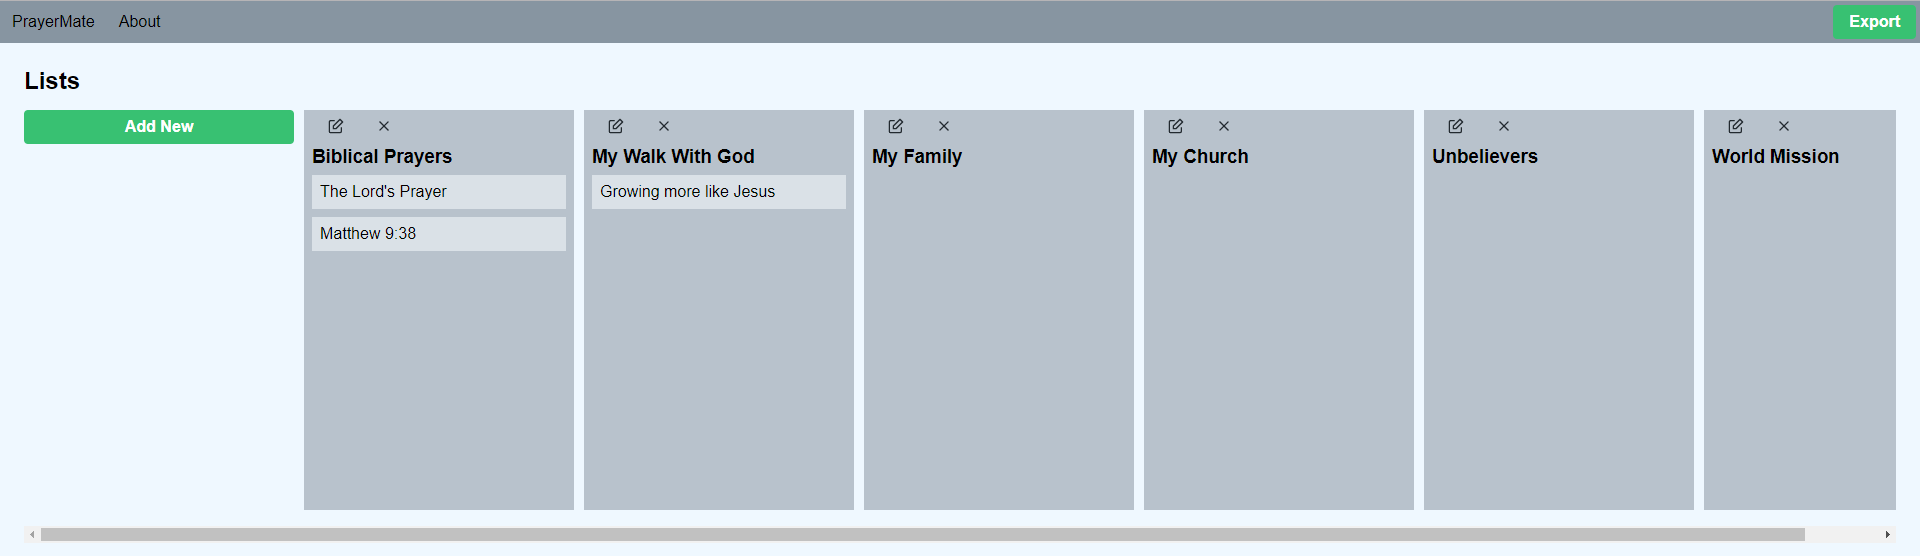 PrayerMate About Export
Lists
Add New
Biblical Prayers
The Lord's Prayer
Matthew 9:38
My Walk With God
Growing more like Jesus
My Family
My Church
Unbelievers
World Mission